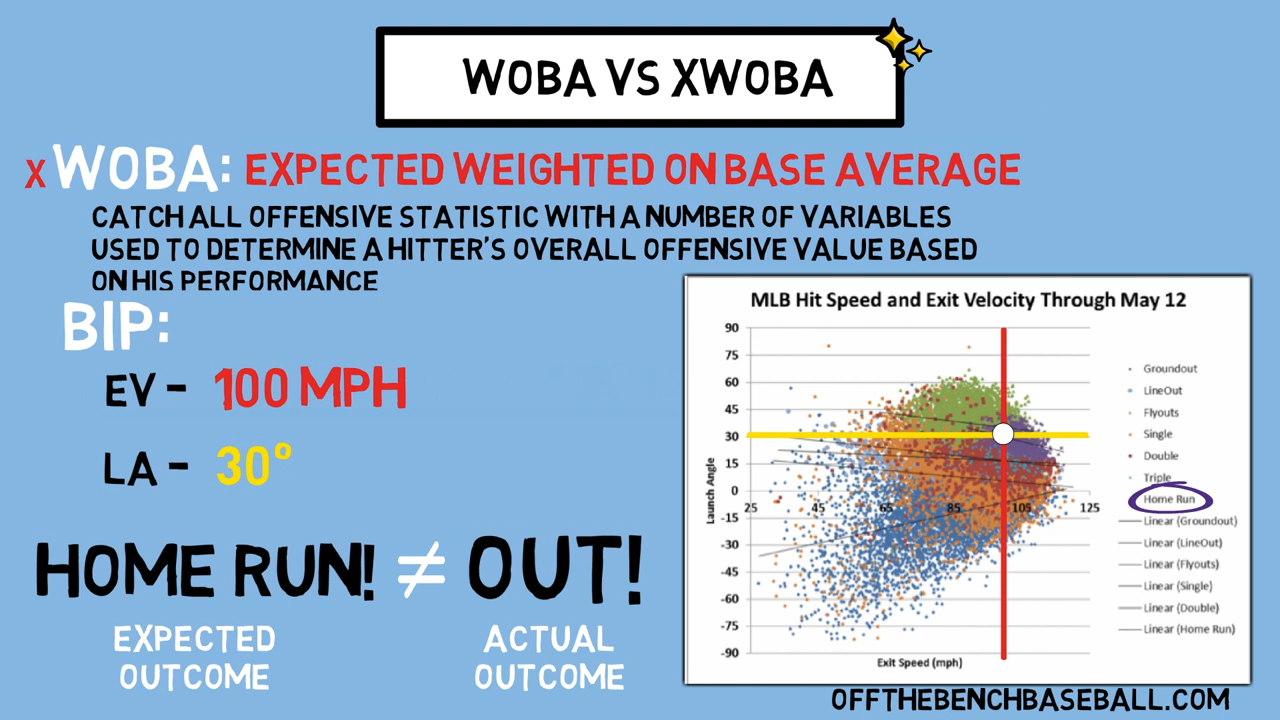 WOBA VS XWOBA
X WOBA: EXPECTED WEIGHTED ON BASE AVERAGE
CATCH ALL OFFENSIVE STATISTIC WITH A NUMBER OF VARIABLES
USED TO DETERMINE A HITTER'S OVERALL OFFENSIVE VALUE BASED
ON HIS PERFORMANCE
BIP:
EV - 100 MPH
LA - 30°
HOME RUN! ≠ OUT!
EXPECTED
OUTCOME
ACTUAL
OUTCOME
MLB Hit Speed and Exit Velocity Through May 12
90
75
60
45
30
15
0
-15
-30
-45
-60
-75
-90
Launch Angle
25 45 65 85 105 125
Exit Speed (mph)
Groundout
LineOut
Flyouts
Single
Double
Triple
Home Run
Linear (Groundout)
Linear (LineOut)
Linear (Flyouts)
Linear (Single)
Linear (Double)
Linear (Home Run)
OFFTHEBENCHBASEBALL.COM